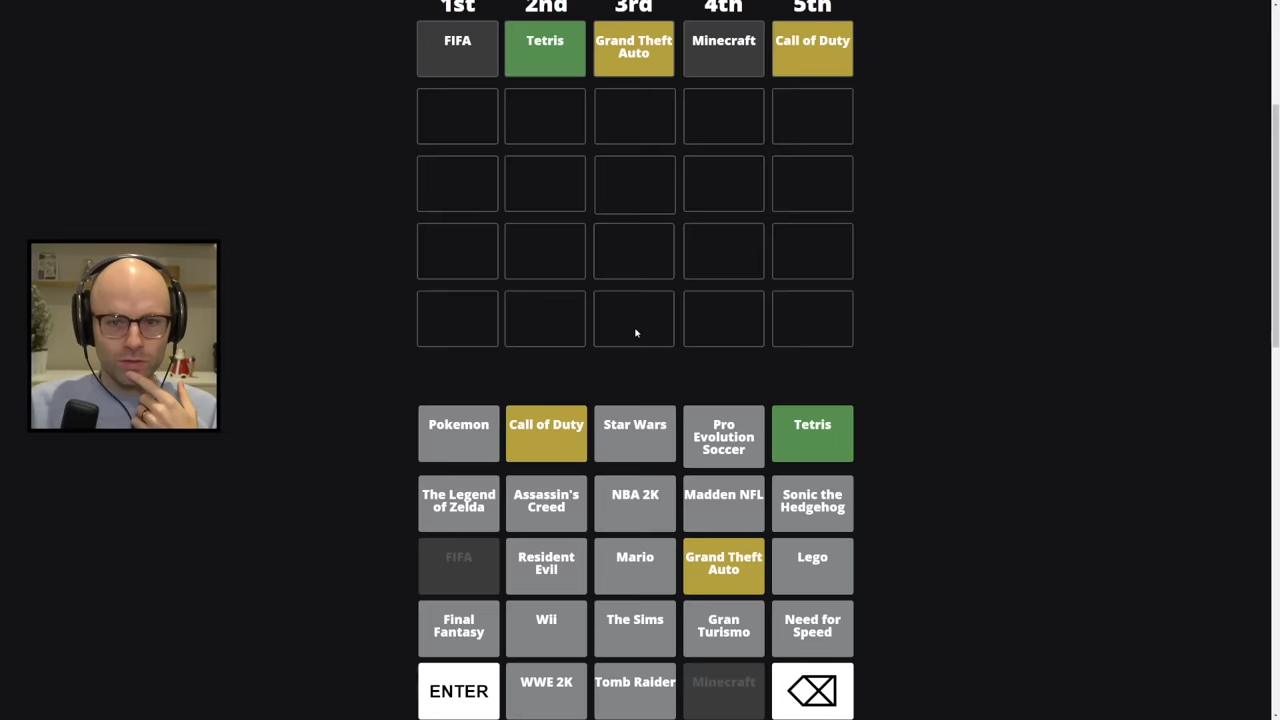 1st 2nd 3rd 4th 5th
FIFA
Tetris
Grand Theft
Auto
Minecraft
Call of Duty
Pokemon
Call of Duty
Star Wars
Pro
Evolution
Soccer
Tetris
The Legend
of Zelda
Assassin's
Creed
NBA 2K
Madden NFL
Sonic the
Hedgehog
FIFA
Resident
Evil
Mario
Grand Theft
Auto
Lego
Final
Fantasy
Wii
The Sims
Gran
Turismo
Need for
Speed
ENTER
WWE 2K
Tomb Raider
Minecraft